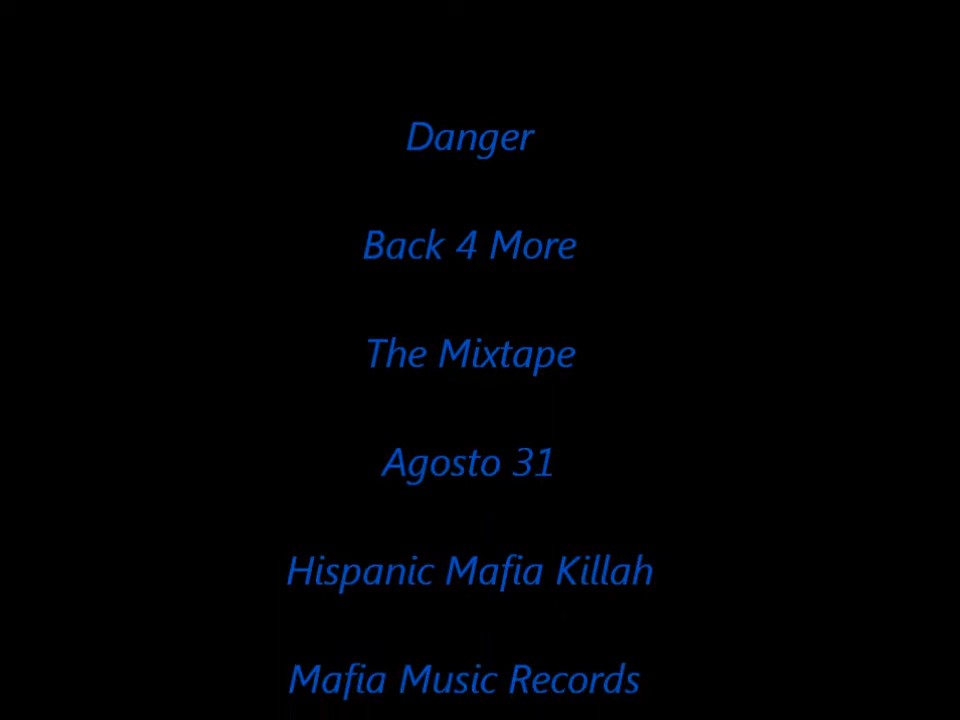 Danger
Back 4 More
The Mixtape
Agosto 31
Hispanic Mafia Killah
Mafia Music Records